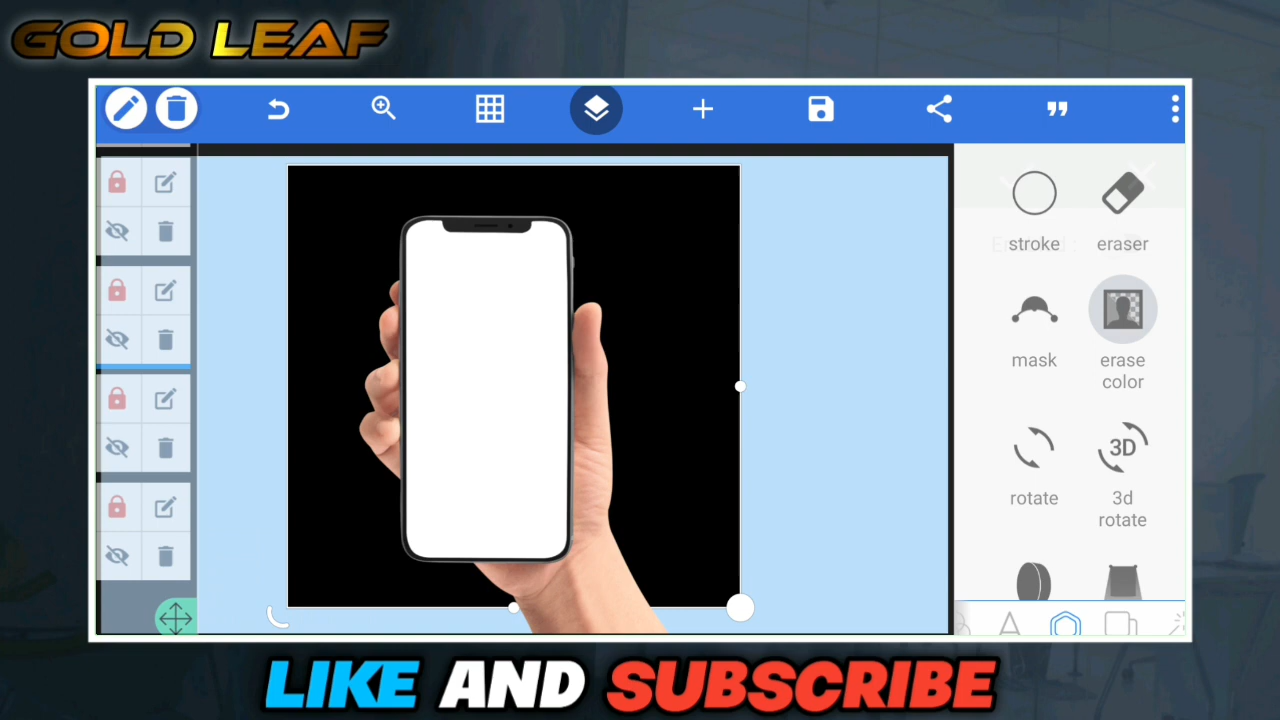 GOLD LEAF
stroke
eraser
mask
erase
color
3D
rotate
3d
rotate
LIKE AND SUBSCRIBE